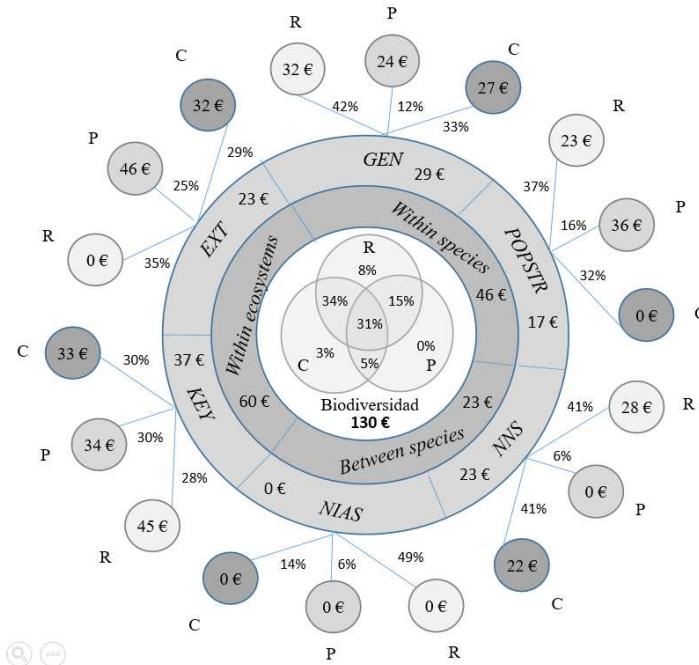 P
R
C
32 €
24 €
27 €
42%
12%
33%
C
32 €
29%
P
46 €
25%
R
0 €
35%
R
23 €
37%
P
36 €
16%
32%
0 €
GEN
29 €
EXT
23 €
POPSTR
17 €
Within species
46 €
Within ecosystems
60 €
Between species
23 €
R
8%
34%
15%
31%
3%
5%
0%
C
P
Biodiversidad
130 €
KEY
37 €
NIAS
0 €
NNS
23 €
C
33 €
30%
P
34 €
30%
R
45 €
28%
R
28 €
41%
P
0 €
6%
C
22 €
41%
C
0 €
14%
P
0 €
6%
R
0 €
49%